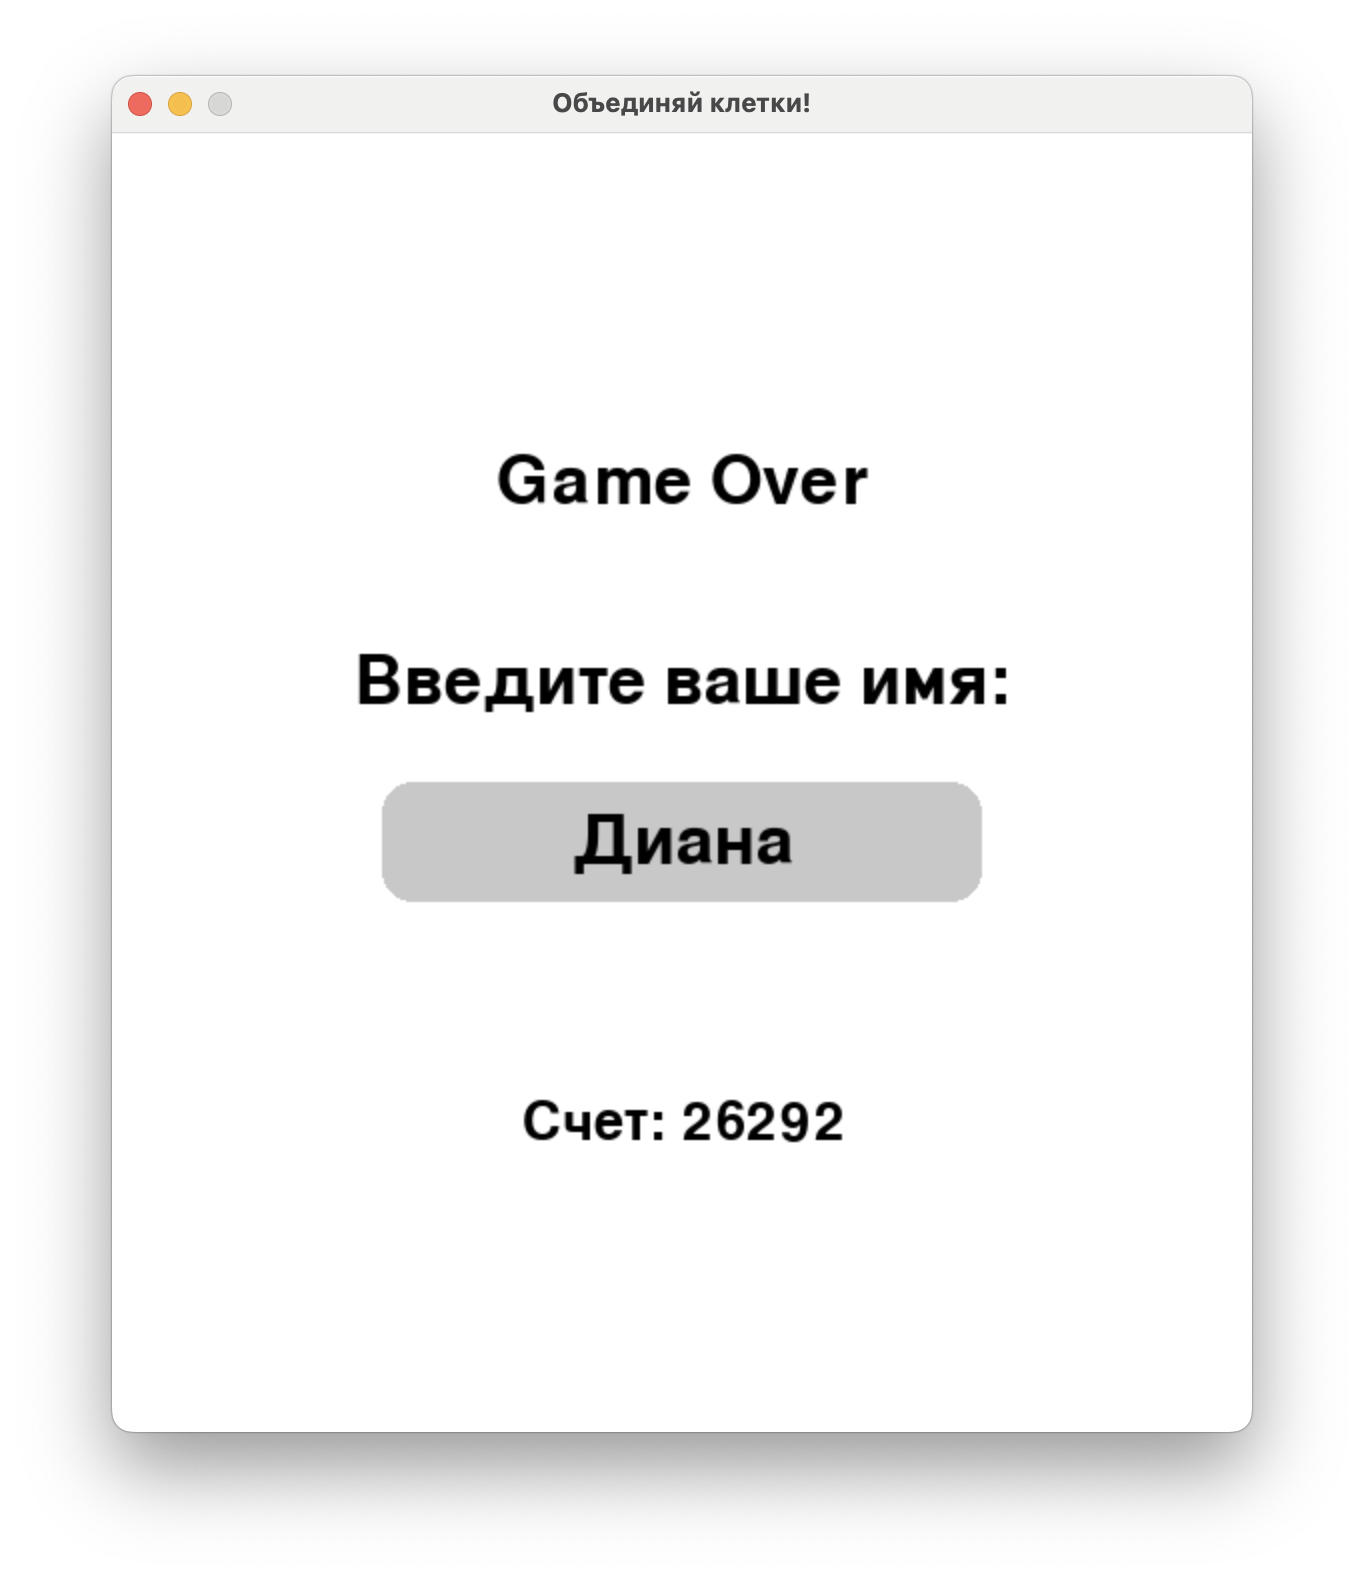 Объединяй клетки!
Game Over
Введите ваше имя:
Диана
Счет: 26292